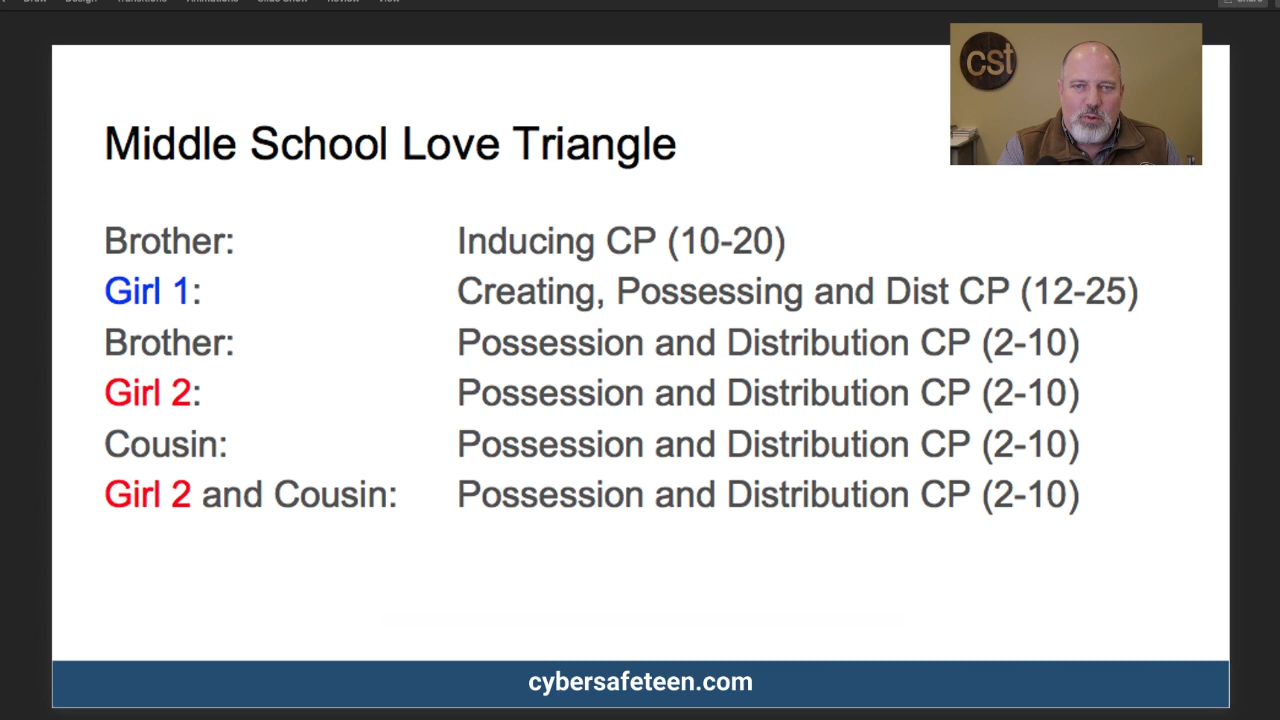 Middle School Love Triangle
cst
Brother: Inducing CP (10-20)
Girl 1: Creating, Possessing and Dist CP (12-25)
Brother: Possession and Distribution CP (2-10)
Girl 2: Possession and Distribution CP (2-10)
Cousin: Possession and Distribution CP (2-10)
Girl 2 and Cousin: Possession and Distribution CP (2-10)
cybersafeteen.com